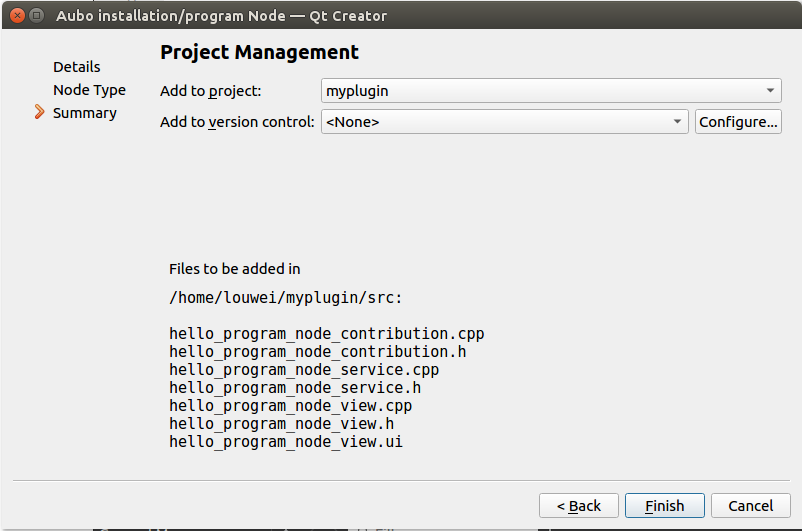 Aubo installation/program Node — Qt Creator
Details
Node Type
Summary
Project Management
Add to project:
myplugin
Add to version control:
<None>
Configure...
Files to be added in
/home/louwei/myplugin/src:
hello_program_node_contribution.cpp
hello_program_node_contribution.h
hello_program_node_service.cpp
hello_program_node_service.h
hello_program_node_view.cpp
hello_program_node_view.h
hello_program_node_view.ui
< Back
Finish
Cancel